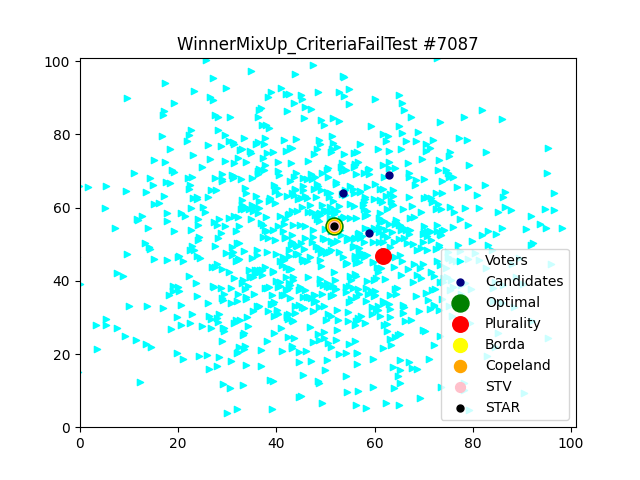 WinnerMixUp_CriteriaFailTest #7087
100
80
60
40
20
0
0
20
40
60
80
100
Voters
Candidates
Optimal
Plurality
Borda
Copeland
STV
STAR